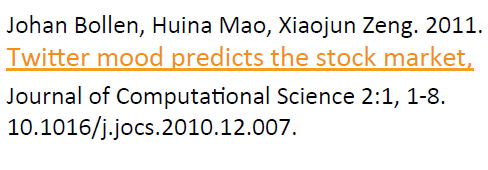 Johan Bollen, Huina Mao, Xiaojun Zeng. 2011.
Twitter mood predicts the stock market,
Journal of Computational Science 2:1, 1-8.
10.1016/j.jocs.2010.12.007.